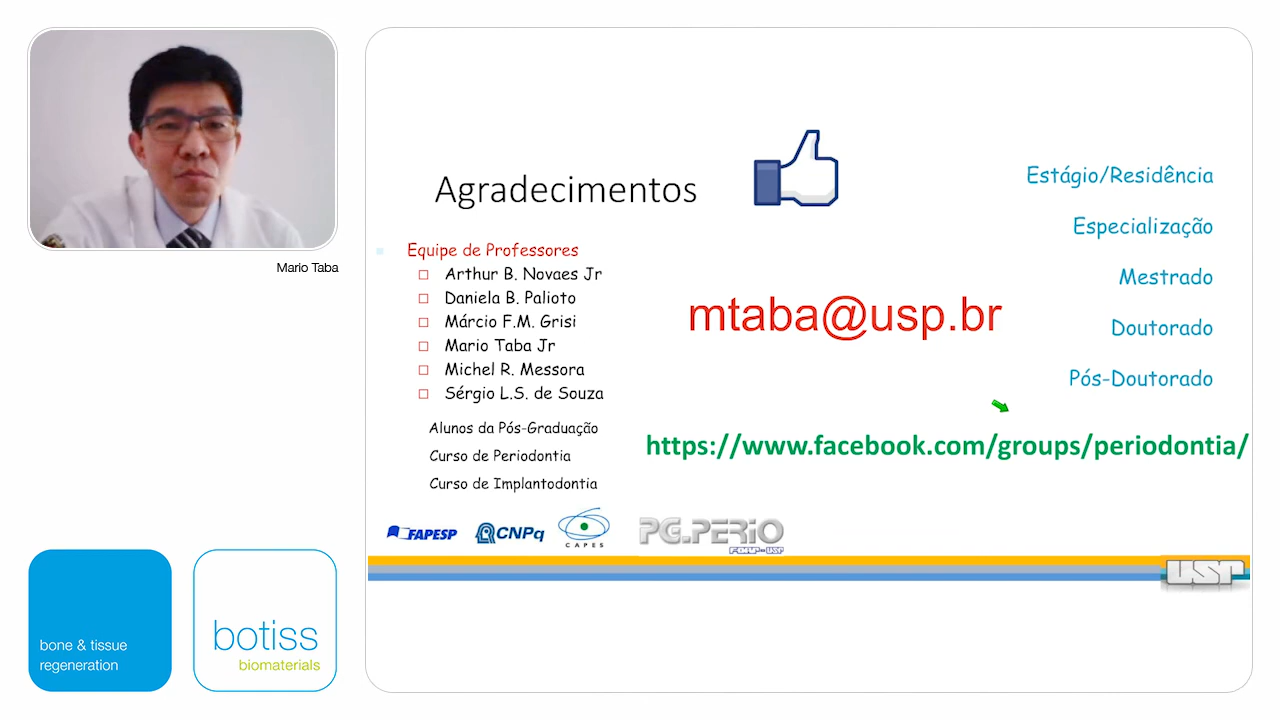 Mario Taba
bone & tissue
regeneration
botiss
biomaterials
Agradecimentos
Equipe de Professores
Arthur B. Novaes Jr
Daniela B. Palioto
Márcio F.M. Grisi
Mario Taba Jr
Michel R. Messora
Sérgio L.S. de Souza
Alunos da Pós-Graduação
Curso de Periodontia
Curso de Implantodontia
mtaba@usp.br
Estágio/Residência
Especialização
Mestrado
Doutorado
Pós-Doutorado
https://www.facebook.com/groups/periodontia/
FAPESP
CNPq
CAPES
PG.PERIO
FORP-USP
USP